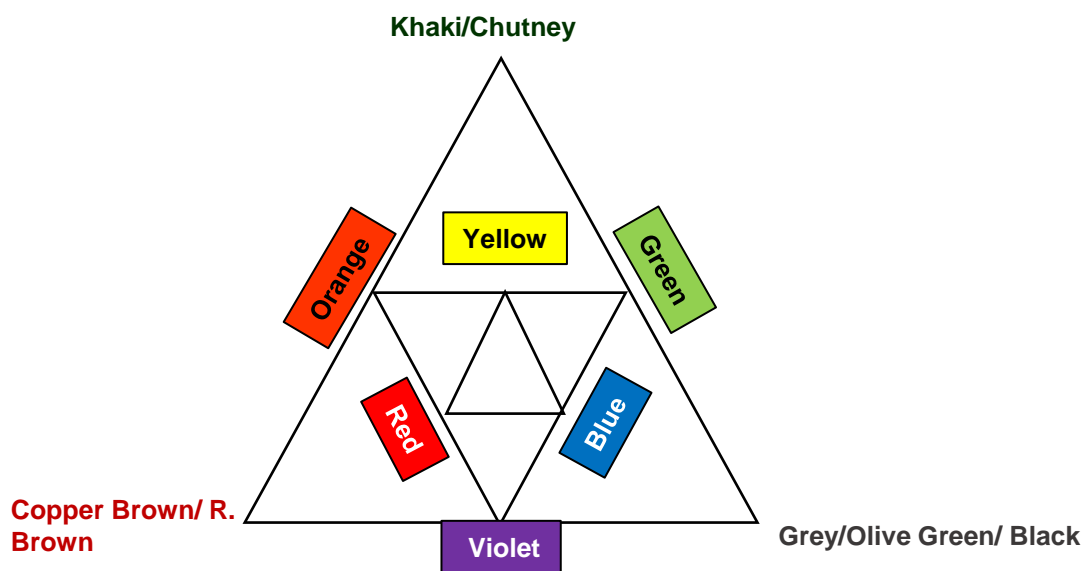 Khaki/Chutney
Orange
Yellow
Green
Red
Blue
Copper Brown/ R.
Brown
Violet
Grey/Olive Green/ Black